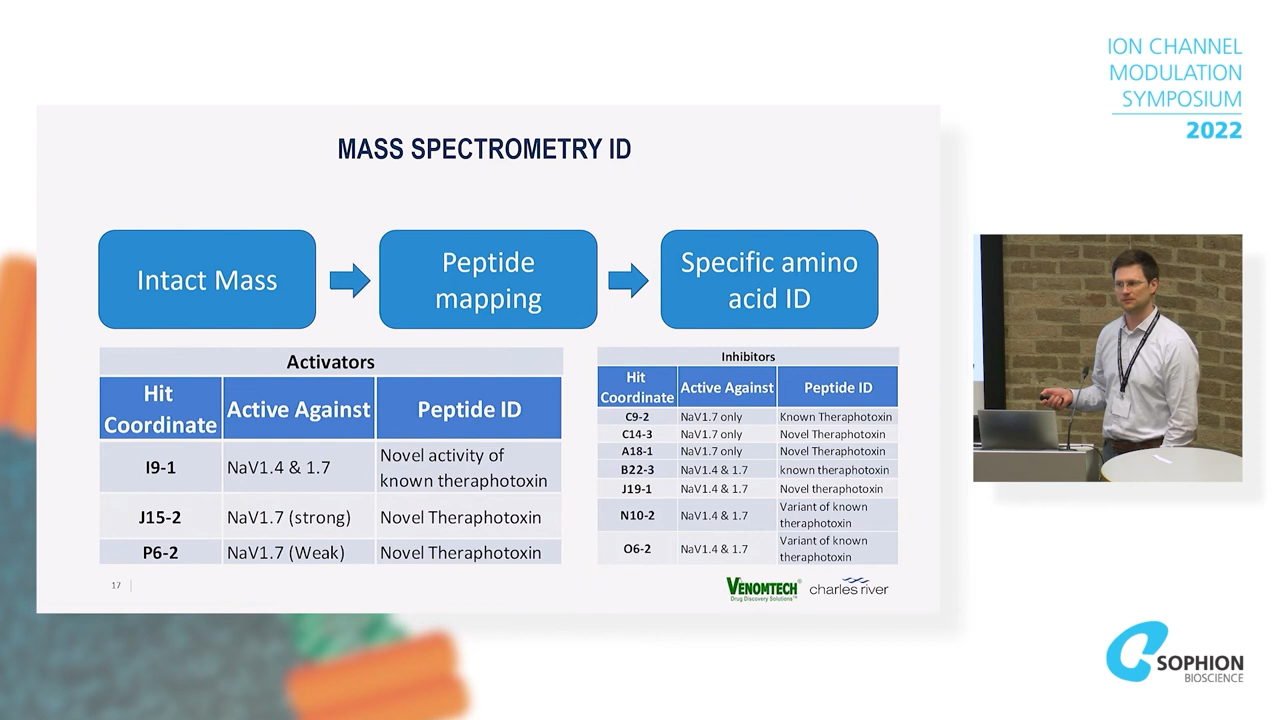 ION CHANNEL
MODULATION
SYMPOSIUM
2022
MASS SPECTROMETRY ID
Intact Mass
Peptide
mapping
Specific amino
acid ID
Activators
Hit
Coordinate
Active Against
Peptide ID
I9-1
NaV1.4 & 1.7
Novel activity of
known theraphotoxin
J15-2
NaV1.7 (strong)
Novel Theraphotoxin
P6-2
NaV1.7 (Weak)
Novel Theraphotoxin
Inhibitors
Hit
Coordinate
Active Against
Peptide ID
C9-2
NaV1.7 only
Known Theraphotoxin
C14-3
NaV1.7 only
Novel Theraphotoxin
A18-1
NaV1.7 only
Novel Theraphotoxin
B22-3
NaV1.4 & 1.7
known theraphotoxin
J19-1
NaV1.4 & 1.7
Novel theraphotoxin
N10-2
NaV1.4 & 1.7
Variant of known
theraphotoxin
O6-2
NaV1.4 & 1.7
Variant of known
theraphotoxin
17
VENOMTECH®
Drug Discovery Solutions™
charles river
SOPHION
BIOSCIENCE